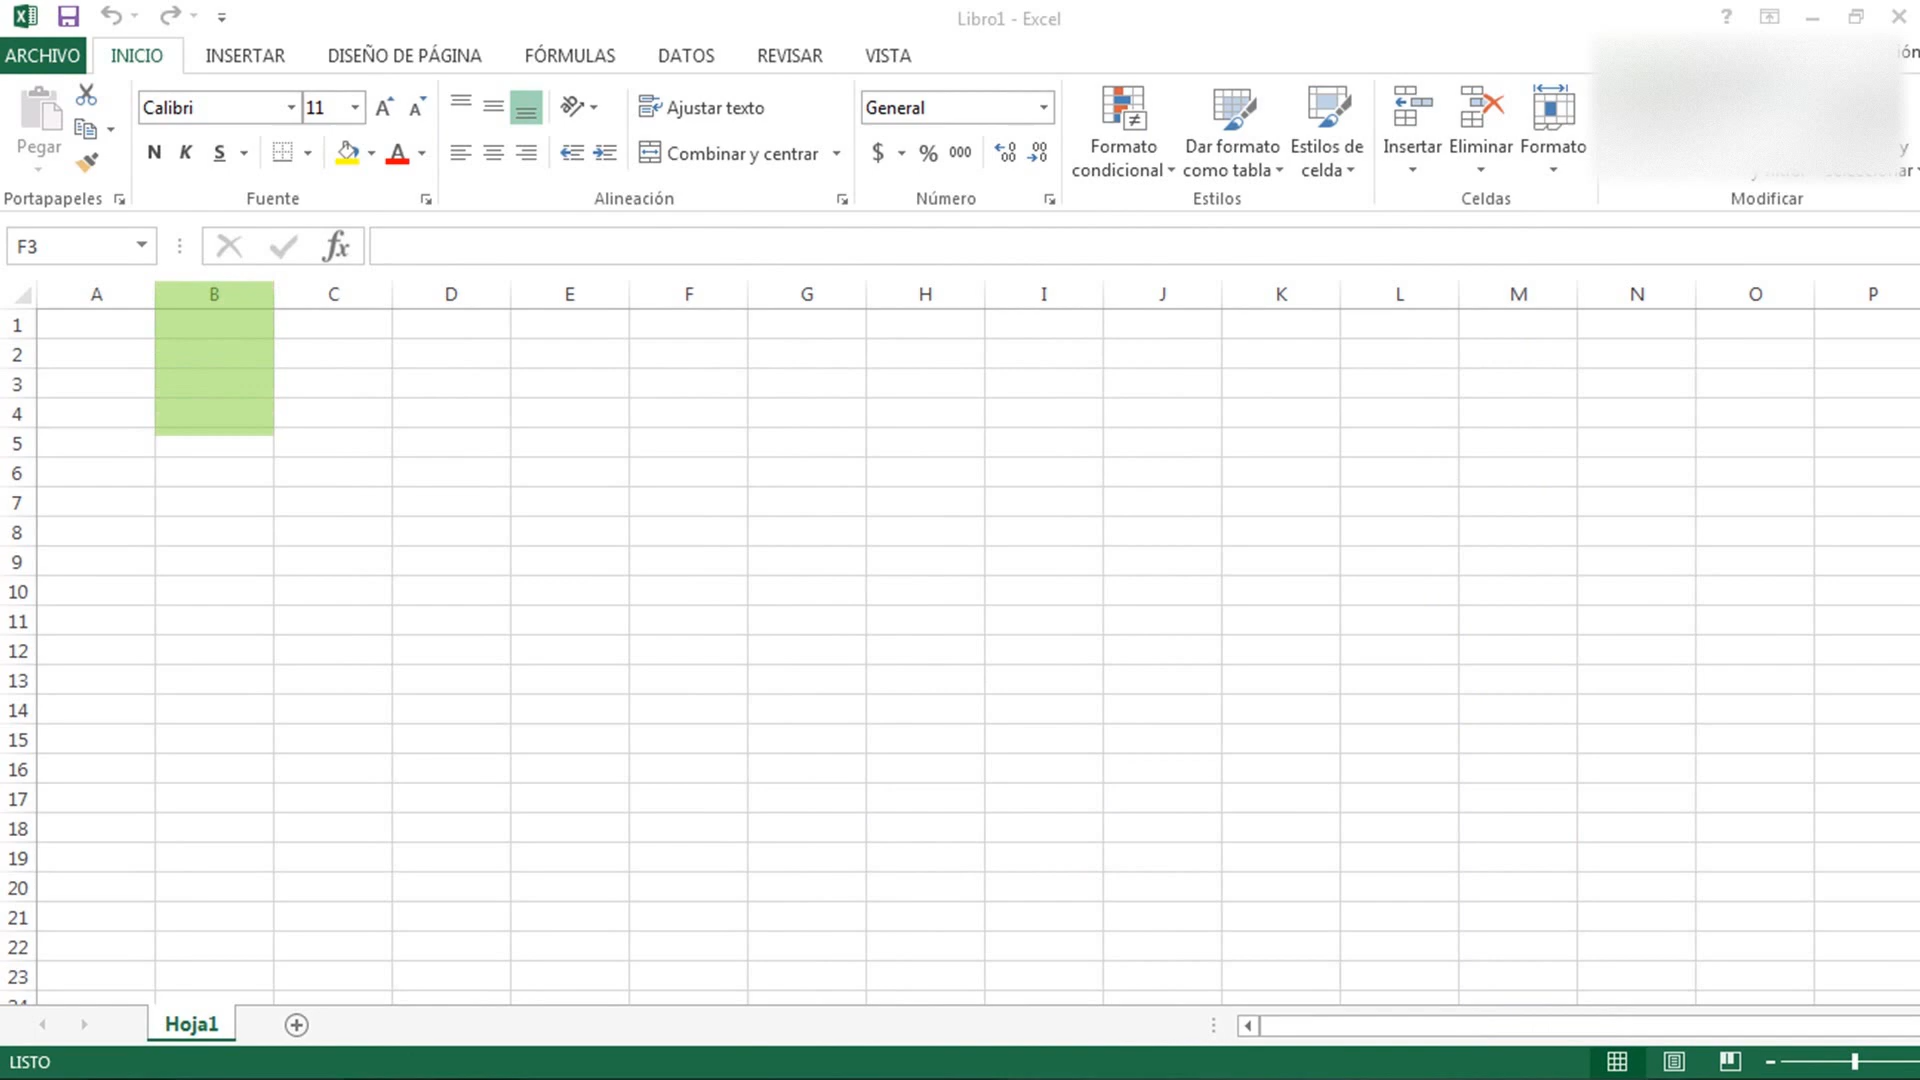 Libro1 - Excel
ARCHIVO INICIO INSERTAR DISEÑO DE PÁGINA FÓRMULAS DATOS REVISAR VISTA
Calibri 11 Ajustar texto General
Pegar N K S Combinar y centrar $ % 000
Formato condicional
Dar formato como tabla
Estilos de celda
Insertar Eliminar Formato
Portapapeles Fuente Alineación Número Estilos Celdas Modificar
F3 fx
A B C D E F G H I J K L M N O P
1
2
3
4
5
6
7
8
9
10
11
12
13
14
15
16
17
18
19
20
21
22
23
24
Hoja1
LISTO